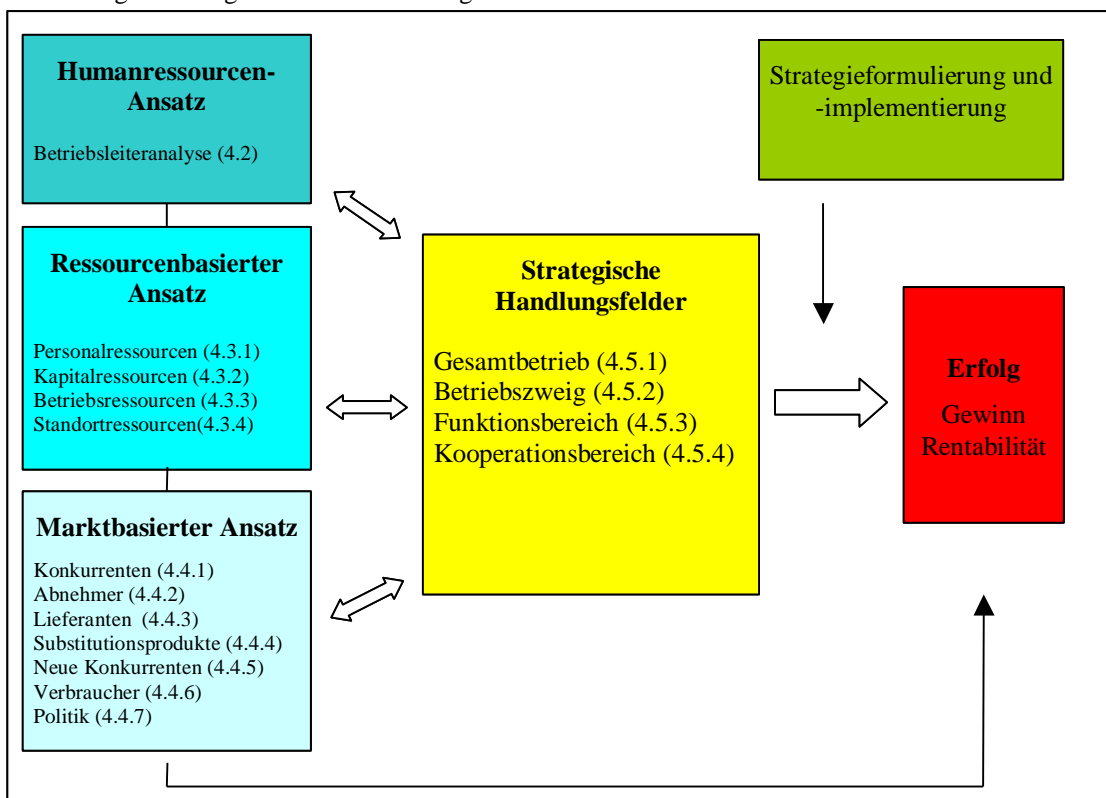 Humanressourcen-
Ansatz
Betriebsleiteranalyse (4.2)
Ressourcenbasierter
Ansatz
Personalressourcen (4.3.1)
Kapitalressourcen (4.3.2)
Betriebsressourcen (4.3.3)
Standortressourcen(4.3.4)
Marktbasierter Ansatz
Konkurrenten (4.4.1)
Abnehmer (4.4.2)
Lieferanten (4.4.3)
Substitutionsprodukte (4.4.4)
Neue Konkurrenten (4.4.5)
Verbraucher (4.4.6)
Politik (4.4.7)
Strategische
Handlungsfelder
Gesamtbetrieb (4.5.1)
Betriebszweig (4.5.2)
Funktionsbereich (4.5.3)
Kooperationsbereich (4.5.4)
Strategieformulierung und
-implementierung
Erfolg
Gewinn
Rentabilität